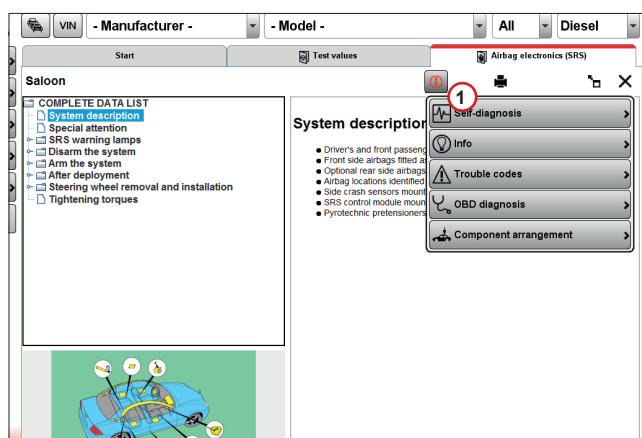 VIN - Manufacturer - - Model - All Diesel
Start Test values Airbag electronics (SRS)
Saloon
1
COMPLETE DATA LIST
System description
Special attention
SRS warning lamps
Disarm the system
Arm the system
After deployment
Steering wheel removal and installation
Tightening torques
System description
Driver's and front passeng
Front side airbags fitted a
Optional rear side airbags
Airbag locations identified
Side crash sensors mount
SRS control module moun
Pyrotechnic pretensioners
Self-diagnosis
Info
Trouble codes
OBD diagnosis
Component arrangement